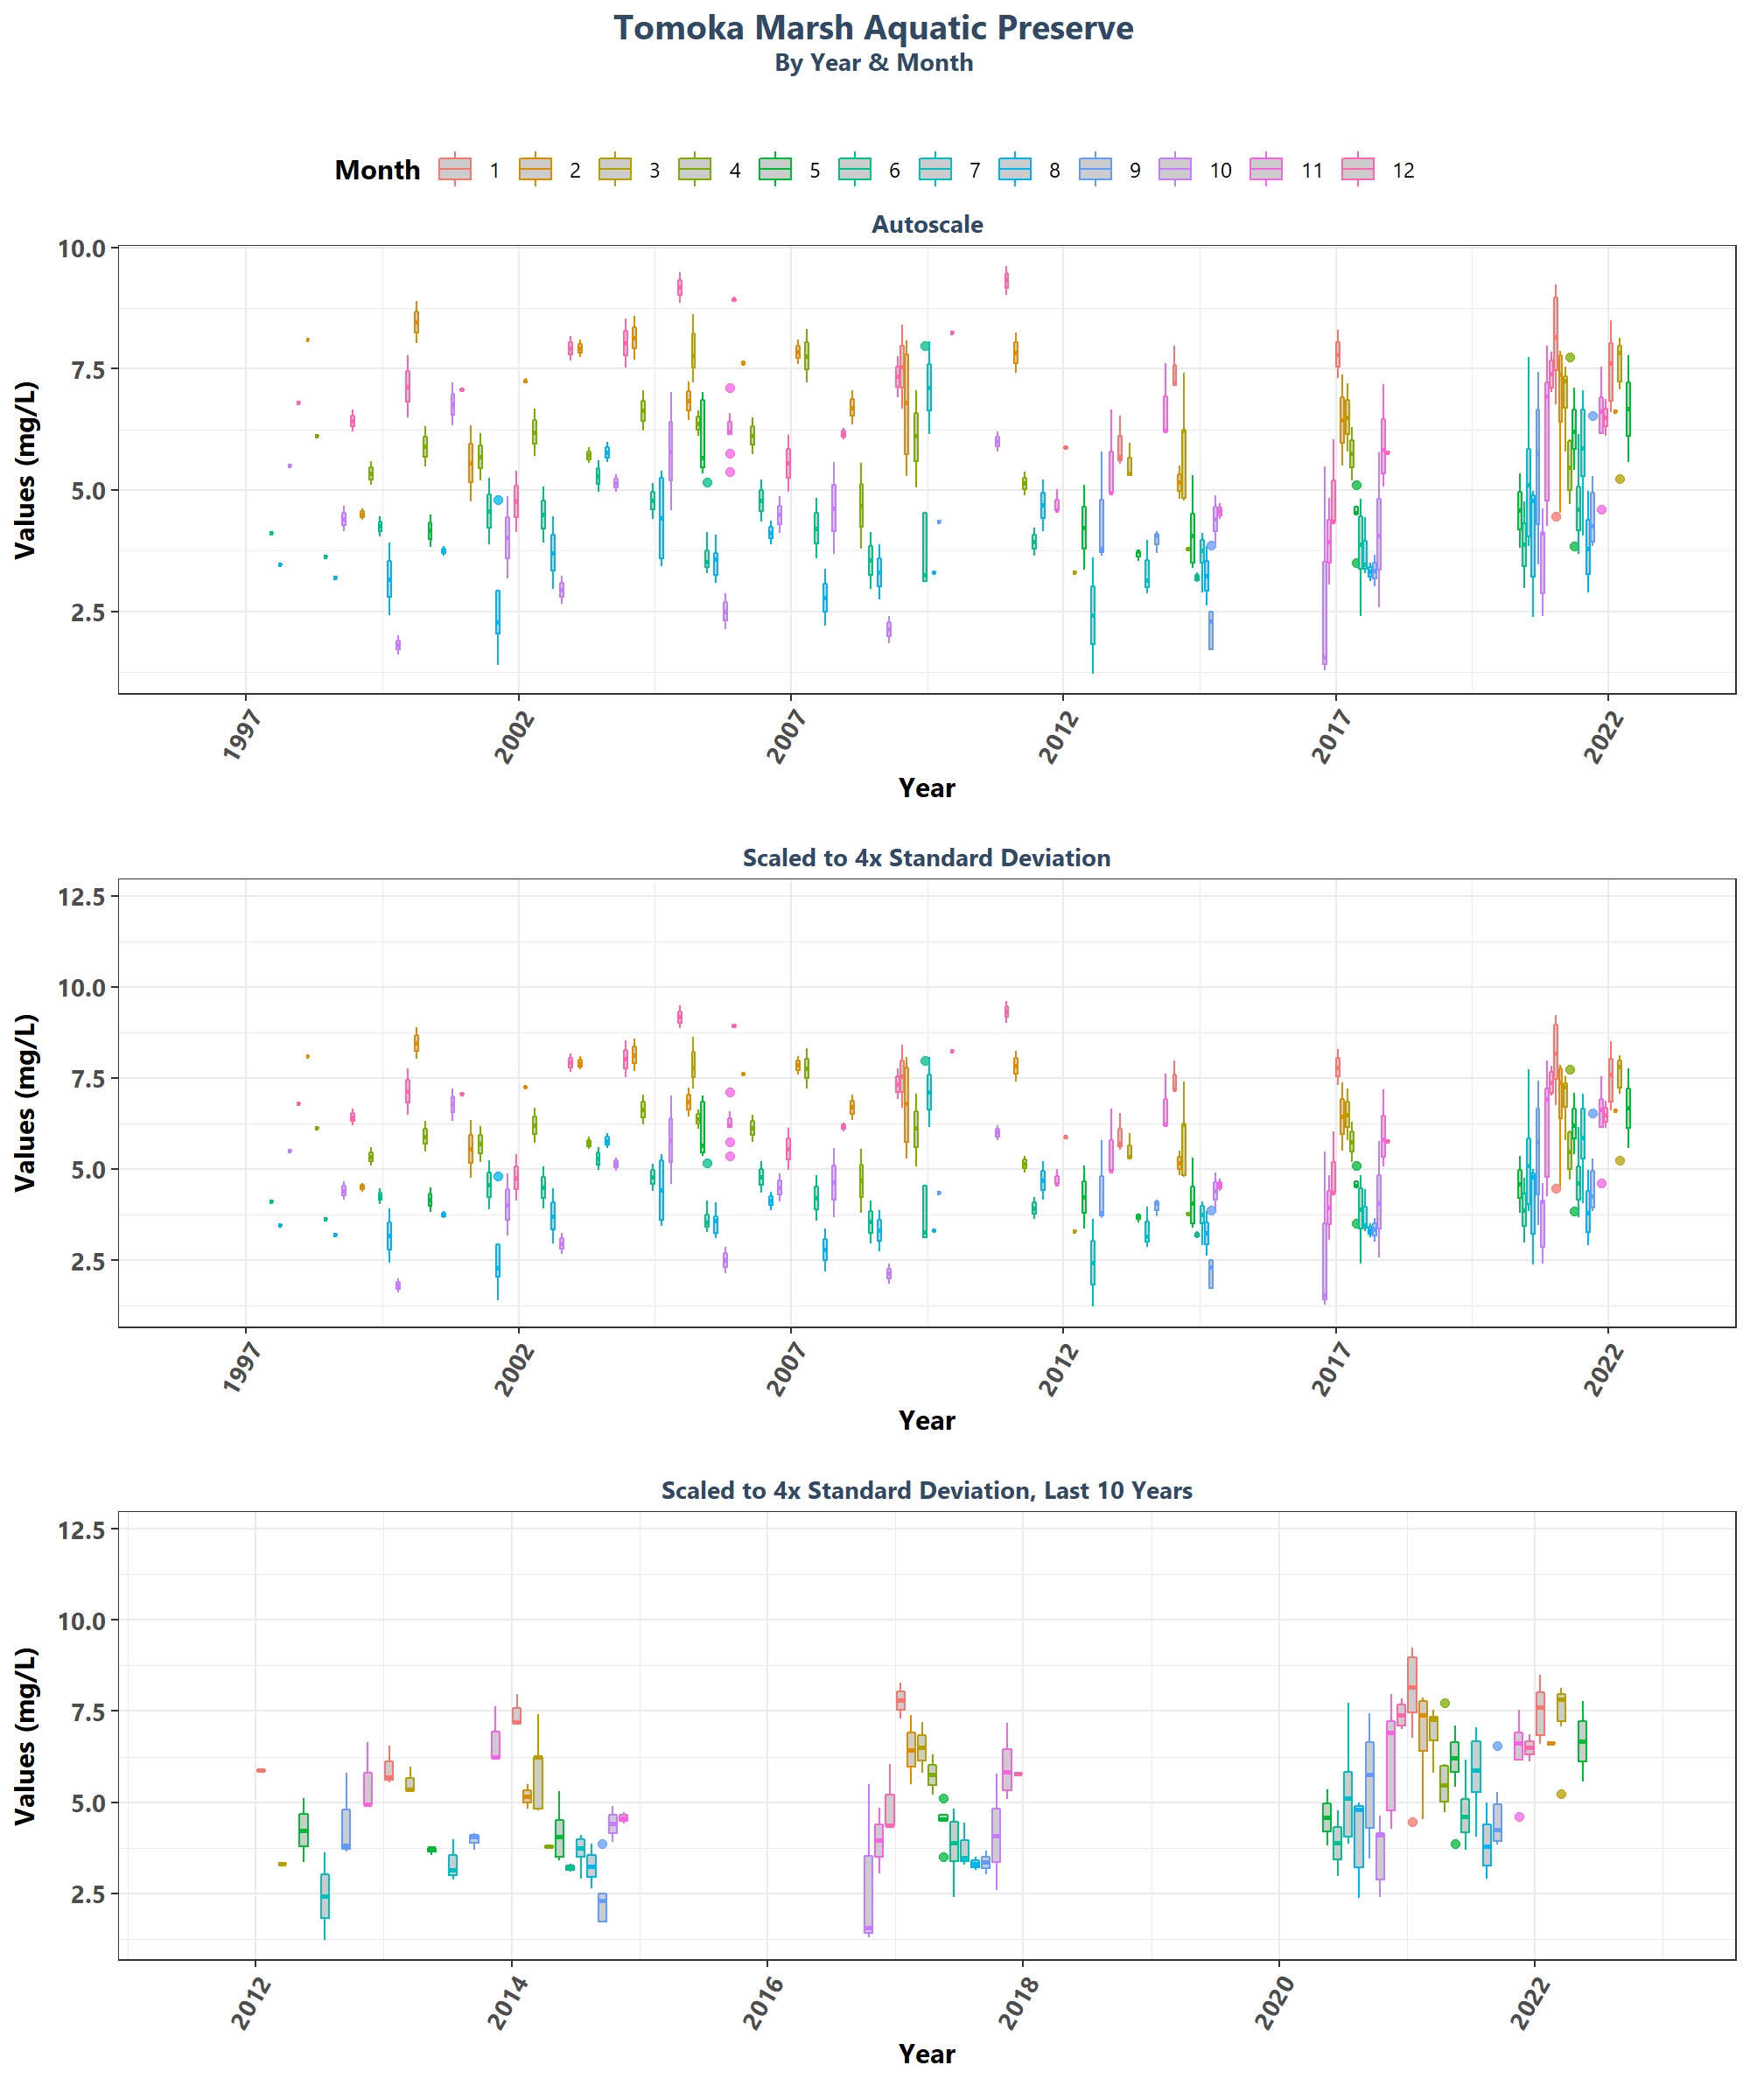 Tomoka Marsh Aquatic Preserve
By Year & Month
Month 1 2 3 4 5 6 7 8 9 10 11 12
Autoscale
Values (mg/L)
10.0
7.5
5.0
2.5
1997 2002 2007 2012 2017 2022
Year
Scaled to 4x Standard Deviation
Values (mg/L)
12.5
10.0
7.5
5.0
2.5
1997 2002 2007 2012 2017 2022
Year
Scaled to 4x Standard Deviation, Last 10 Years
Values (mg/L)
12.5
10.0
7.5
5.0
2.5
2012 2014 2016 2018 2020 2022
Year